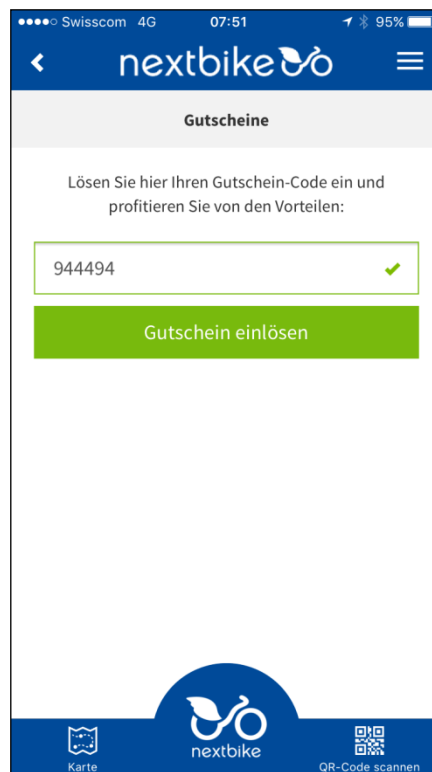 Swisscom 4G 07:51 95%
nextbike
Gutscheine
Lösen Sie hier Ihren Gutschein-Code ein und
profitieren Sie von den Vorteilen:
944494
Gutschein einlösen
nextbike
Karte
QR-Code scannen